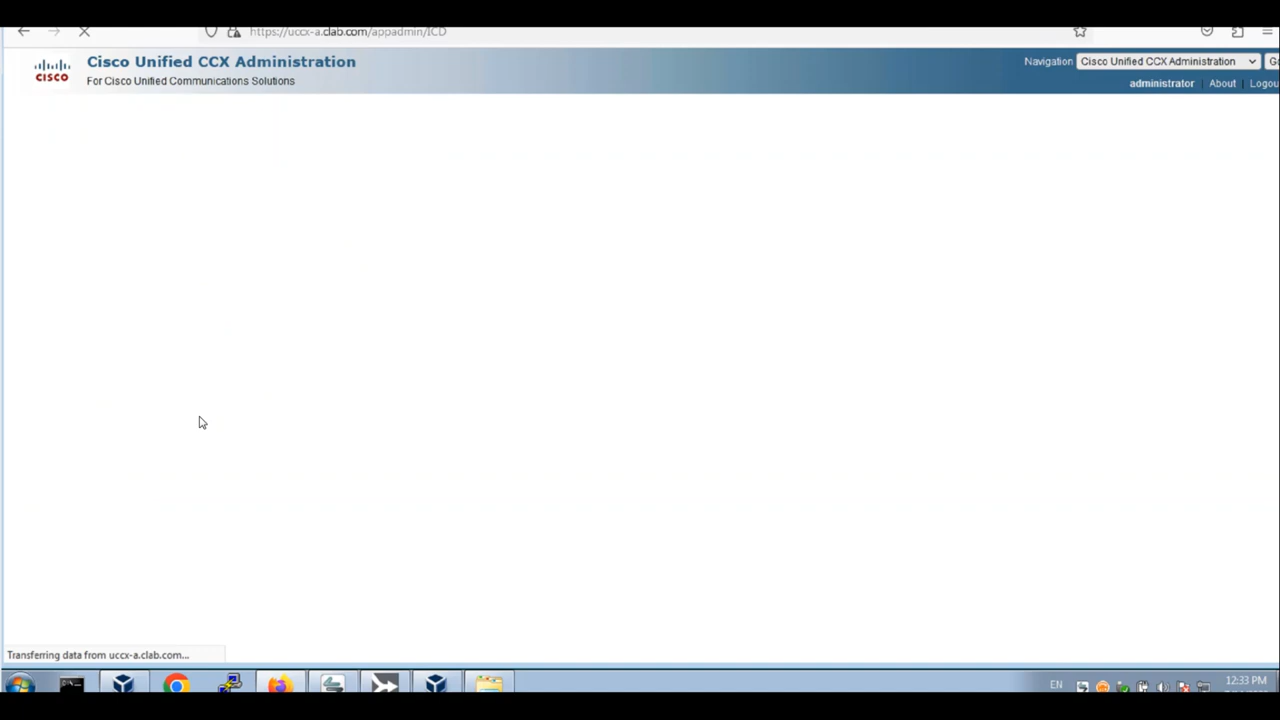 https://uccx-a.clab.com/appadmin/ICD
CISCO
Cisco Unified CCX Administration
For Cisco Unified Communications Solutions
Navigation
Cisco Unified CCX Administration
administrator
About
Transferring data from uccx-a.clab.com...
EN
12:33 PM